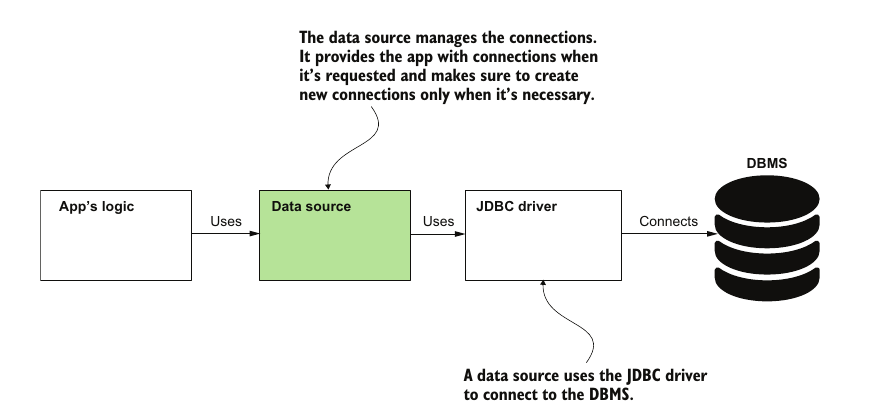 The data source manages the connections.
It provides the app with connections when
it's requested and makes sure to create
new connections only when it's necessary.
DBMS
App's logic
Uses
Data source
Uses
JDBC driver
Connects
A data source uses the JDBC driver
to connect to the DBMS.